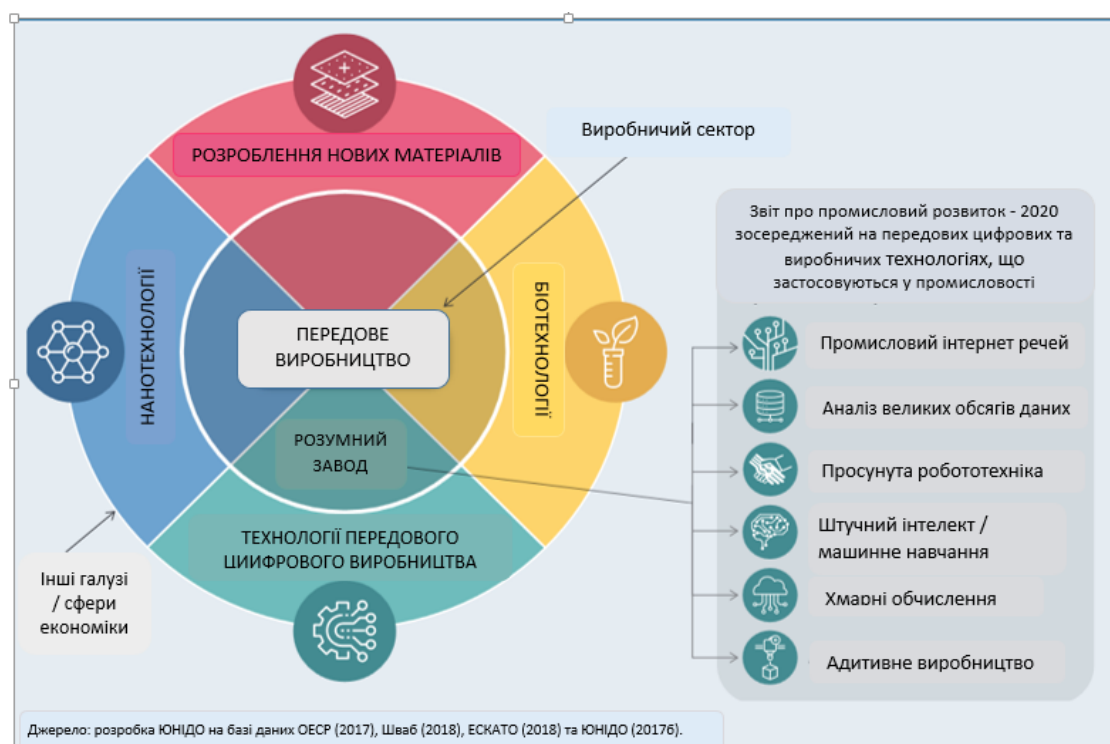 РОЗРОБЛЕННЯ НОВИХ МАТЕРІАЛІВ
Виробничий сектор
НАНОТЕХНОЛОГІЇ
ПЕРЕДОВЕ
ВИРОБНИЦТВО
БІОТЕХНОЛОГІЇ
РОЗУМНИЙ
ЗАВОД
ТЕХНОЛОГІЇ ПЕРЕДОВОГО
ЦИИФРОВОГО ВИРОБНИЦТВА
Інші галузі
/ сфери
економіки
Звіт про промисловий розвиток - 2020
зосереджений на передових цифрових та
виробничих технологіях, що
застосовуються у промисловості
Промисловий інтернет речей
Аналіз великих обсягів даних
Просунута робототехніка
Штучний інтелект /
машинне навчання
Хмарні обчислення
Адитивне виробництво
Джерело: розробка ЮНІДО на базі даних ОЕСР (2017), Шваб (2018), ЕСКАТО (2018) та ЮНІДО (2017б).